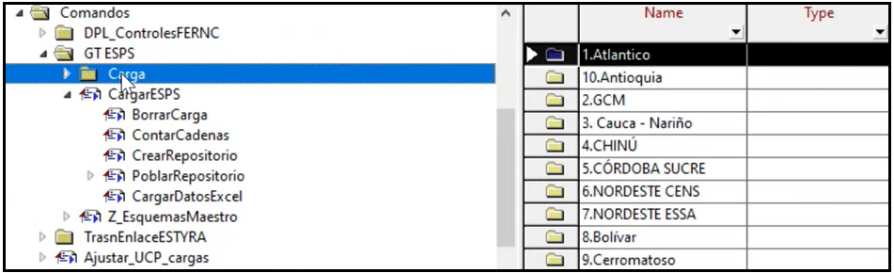 Comandos
DPL_ControlesFERNC
GT ESPS
Carga
CargarESPS
BorrarCarga
ContarCadenas
CrearRepositorio
PoblarRepositorio
CargarDatosExcel
Z_EsquemasMaestro
TrasnEnlaceESTYRA
Ajustar_UCP_cargas
Name Type
1.Atlantico
10.Antioquia
2.GCM
3. Cauca - Nariño
4.CHINÚ
5.CÓRDOBA SUCRE
6.NORDESTE CENS
7.NORDESTE ESSA
8.Bolívar
9.Cerromatoso